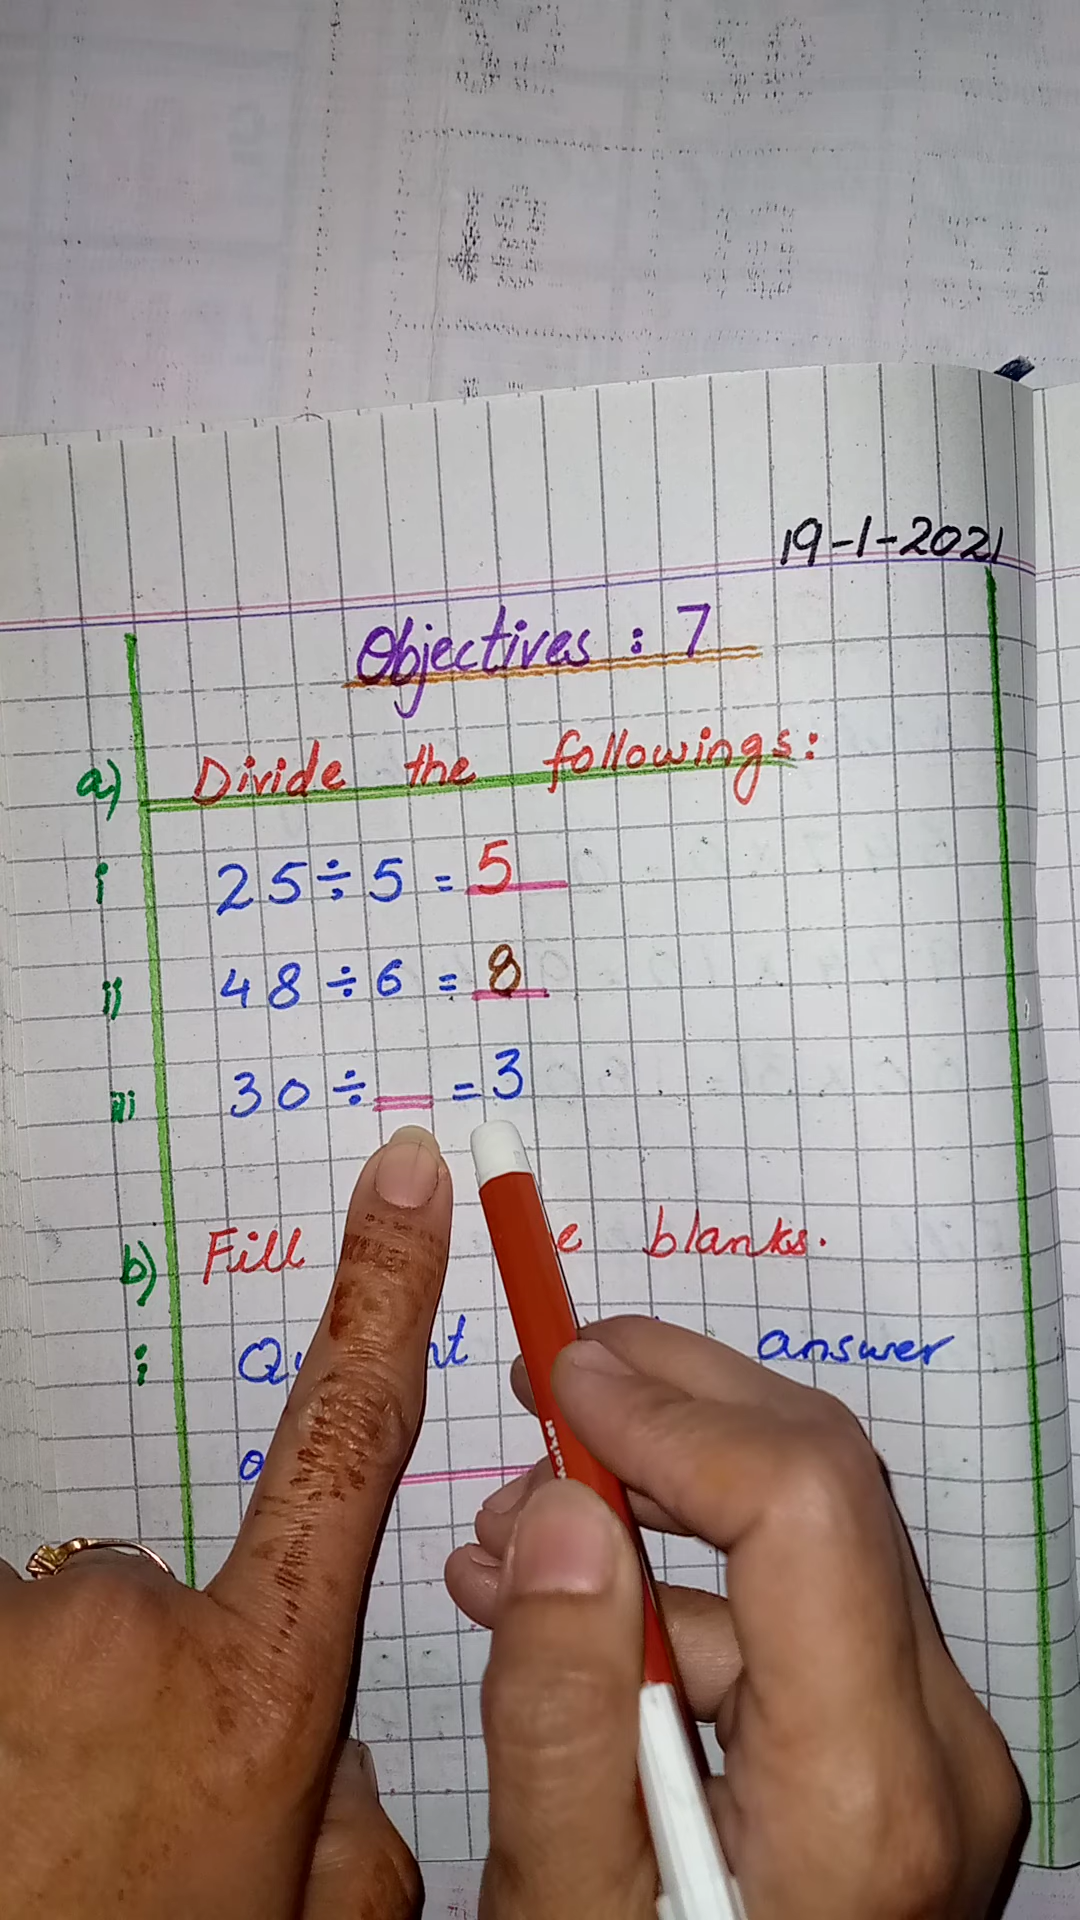 19-1-2021
Objectives : 7
a) Divide the followings:
i 25 ÷ 5 = 5
ii 48 ÷ 6 = 8
iii 30 ÷ __ = 3
b) Fill blanks.
i answer